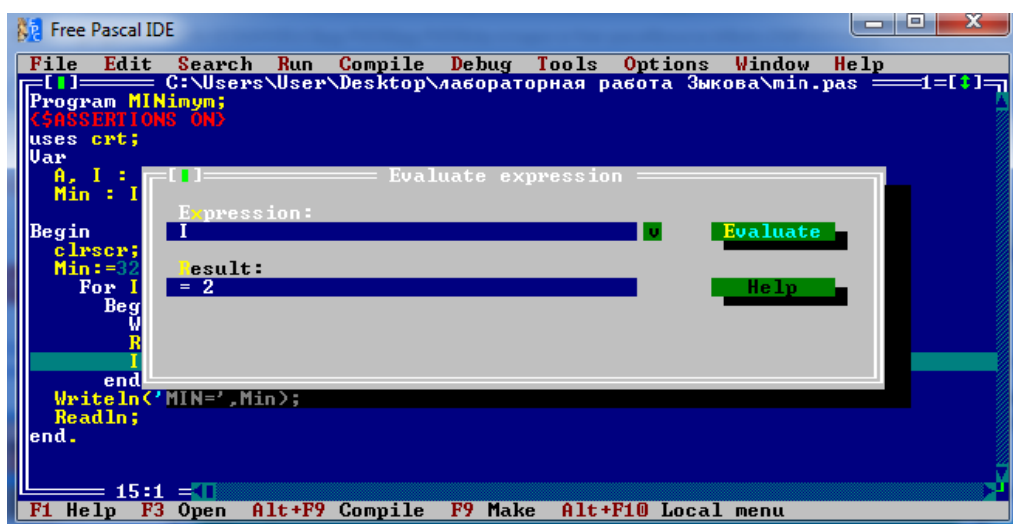 Free Pascal IDE
File Edit Search Run Compile Debug Tools Options Window Help
C:\Users\User\Desktop\лабораторная работа Зыкова\min.pas 1
Program MINimym;
{$ASSERTIONS ON}
uses crt;
Var
A, I :
Evaluate expression
Min : I
Expression:
Begin
I
v
Evaluate
clrscr;
Min:=32
Result:
For I
= 2
Help
Beg
W
R
I
end
Writeln('MIN=',Min);
Readln;
end.
15:1
F1 Help F3 Open Alt+F9 Compile F9 Make Alt+F10 Local menu